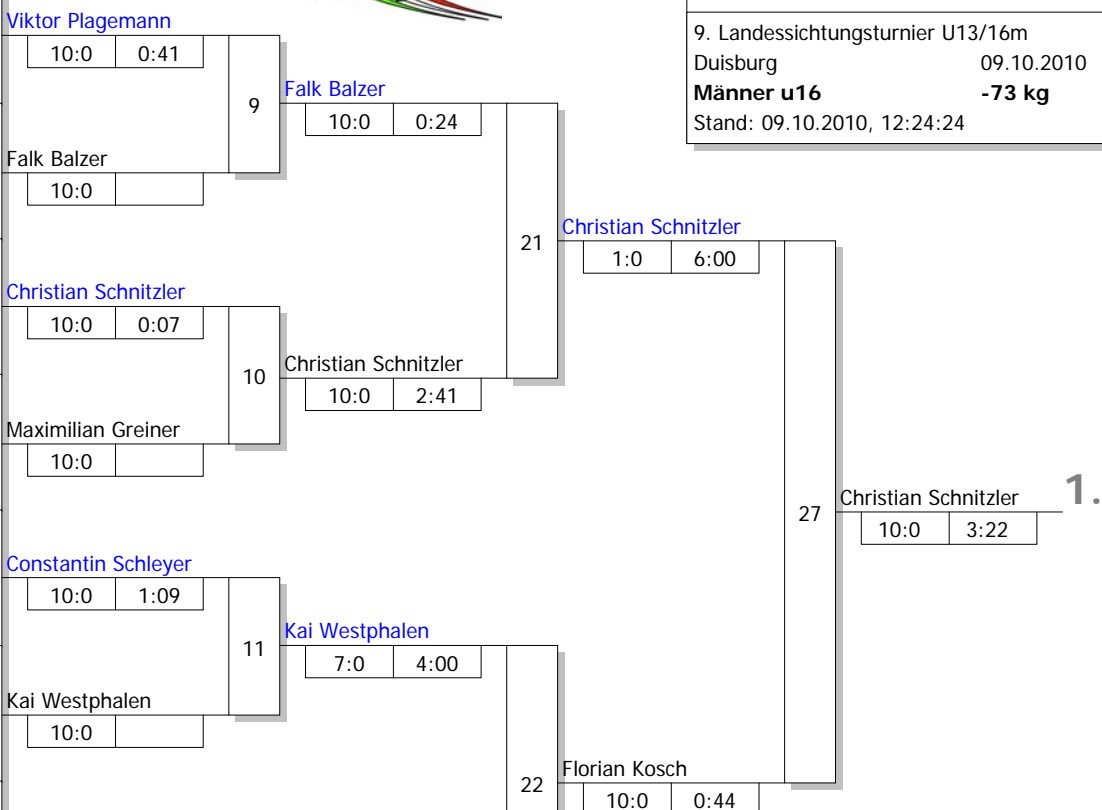 9. Landessichtungsturnier U13/16m
Duisburg 09.10.2010
Männer u16 -73 kg
Stand: 09.10.2010, 12:24:24
Viktor Plagemann
10:0 0:41
9
Falk Balzer
10:0 0:24
Falk Balzer
10:0
21
Christian Schnitzler
1:0 6:00
Christian Schnitzler
10:0 0:07
10
Christian Schnitzler
10:0 2:41
Maximilian Greiner
10:0
27
Christian Schnitzler 1.
10:0 3:22
Constantin Schleyer
10:0 1:09
11
Kai Westphalen
7:0 4:00
Kai Westphalen
10:0
22
Florian Kosch
10:0 0:44